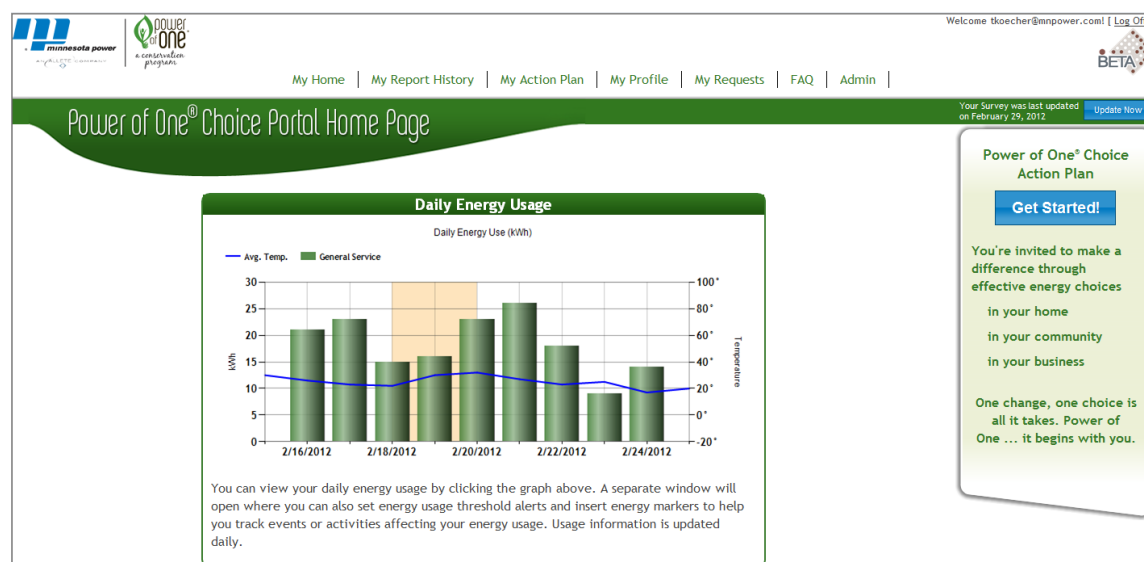 Welcome tkoecher@mnpower.com! [ Log Off
minnesota power
AN ALLETE COMPANY
power of one
a conservation program
BETA
My Home | My Report History | My Action Plan | My Profile | My Requests | FAQ | Admin |
Power of One® Choice Portal Home Page
Your Survey was last updated
on February 29, 2012
Update Now
Daily Energy Usage
Daily Energy Use (kWh)
Avg. Temp. General Service
30 100°
25 80°
20 60°
15 40°
10 20°
5 0°
0 -20°
kWh
Temperature
2/16/2012 2/18/2012 2/20/2012 2/22/2012 2/24/2012
You can view your daily energy usage by clicking the graph above. A separate window will
open where you can also set energy usage threshold alerts and insert energy markers to help
you track events or activities affecting your energy usage. Usage information is updated
daily.
Power of One® Choice
Action Plan
Get Started!
You're invited to make a
difference through
effective energy choices
in your home
in your community
in your business
One change, one choice is
all it takes. Power of
One ... it begins with you.